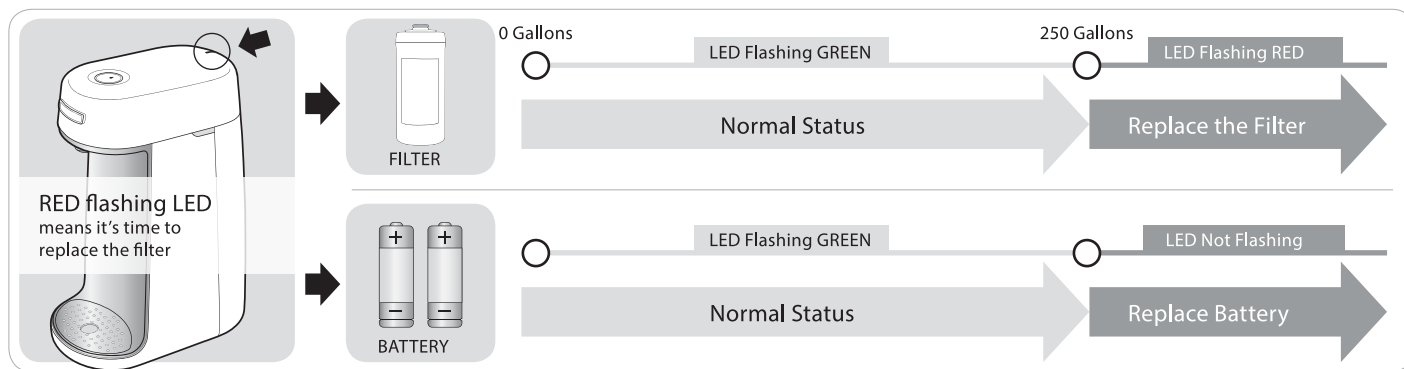 0 Gallons
250 Gallons
LED Flashing GREEN
LED Flashing RED
Normal Status
Replace the Filter
FILTER
RED flashing LED
means it's time to
replace the filter
LED Flashing GREEN
LED Not Flashing
+ +
- -
Normal Status
Replace Battery
BATTERY